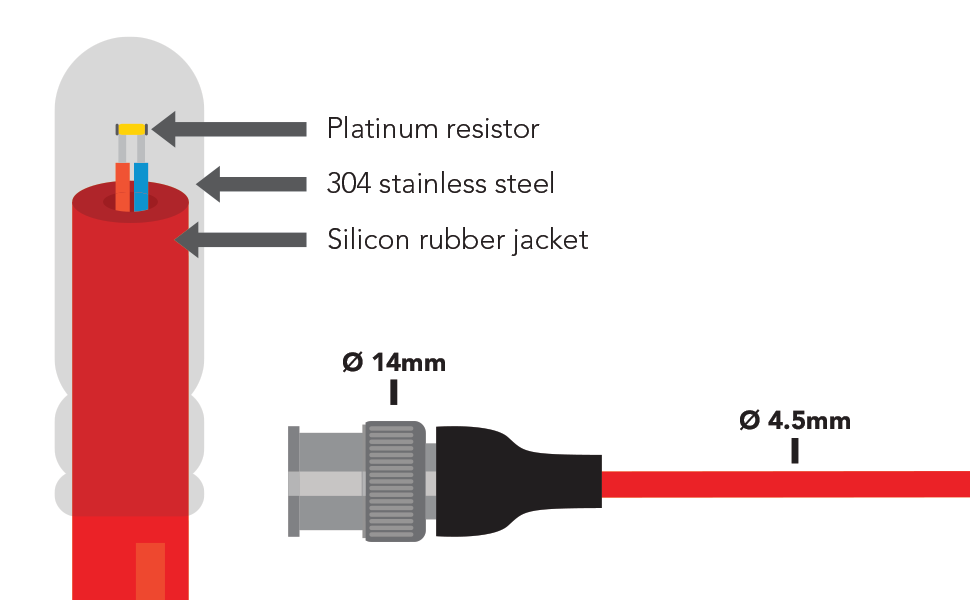 Platinum resistor
304 stainless steel
Silicon rubber jacket
Ø 14mm
Ø 4.5mm